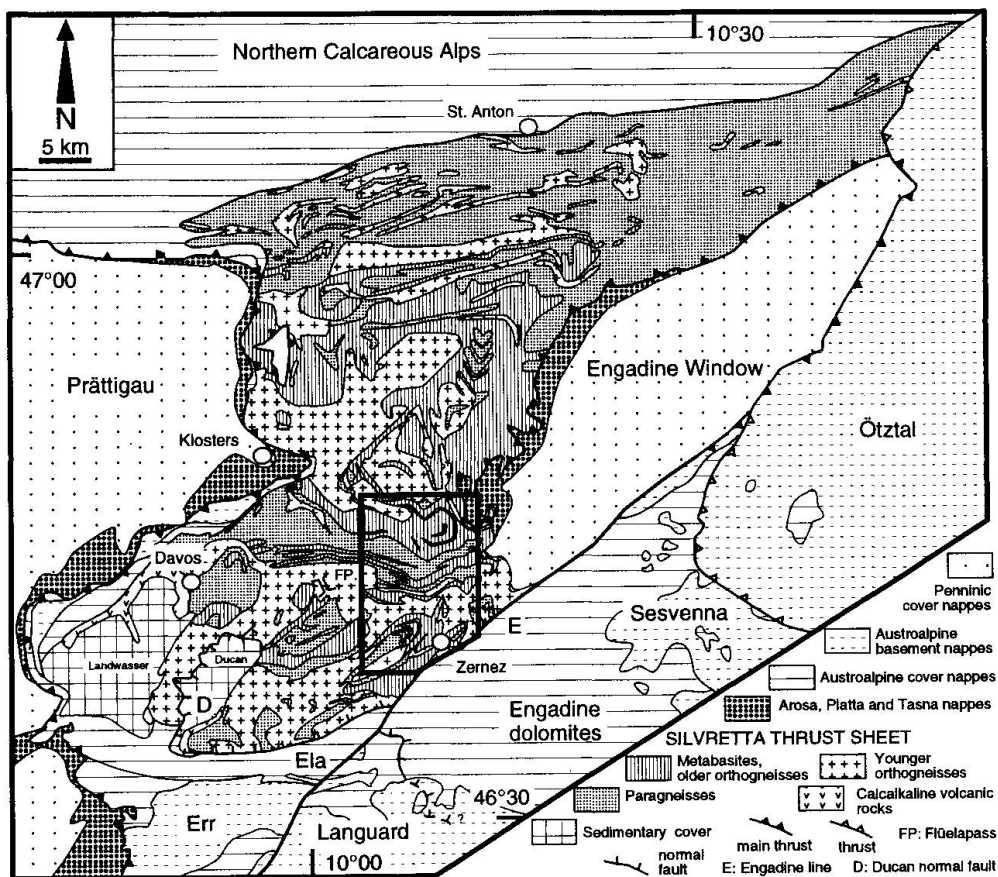 Northern Calcareous Alps
10°30
N
5 km
St. Anton
47°00
Prättigau
Engadine Window
Ötztal
Klosters
Davos
FP
Sesvenna
E
Landwasser
Ducan
Zernez
D
Engadine
dolomites
Ela
Err
Languard
46°30
10°00
Penninic
cover nappes
Austroalpine
basement nappes
Austroalpine cover nappes
Arosa, Platta and Tasna nappes
SILVRETTA THRUST SHEET
Metabasites,
older orthogneisses
Younger
orthogneisses
Paragneisses
Calcalkaline volcanic
rocks
Sedimentary cover
main thrust
thrust
FP: Flüelapass
normal
fault
E: Engadine line
D: Ducan normal fault